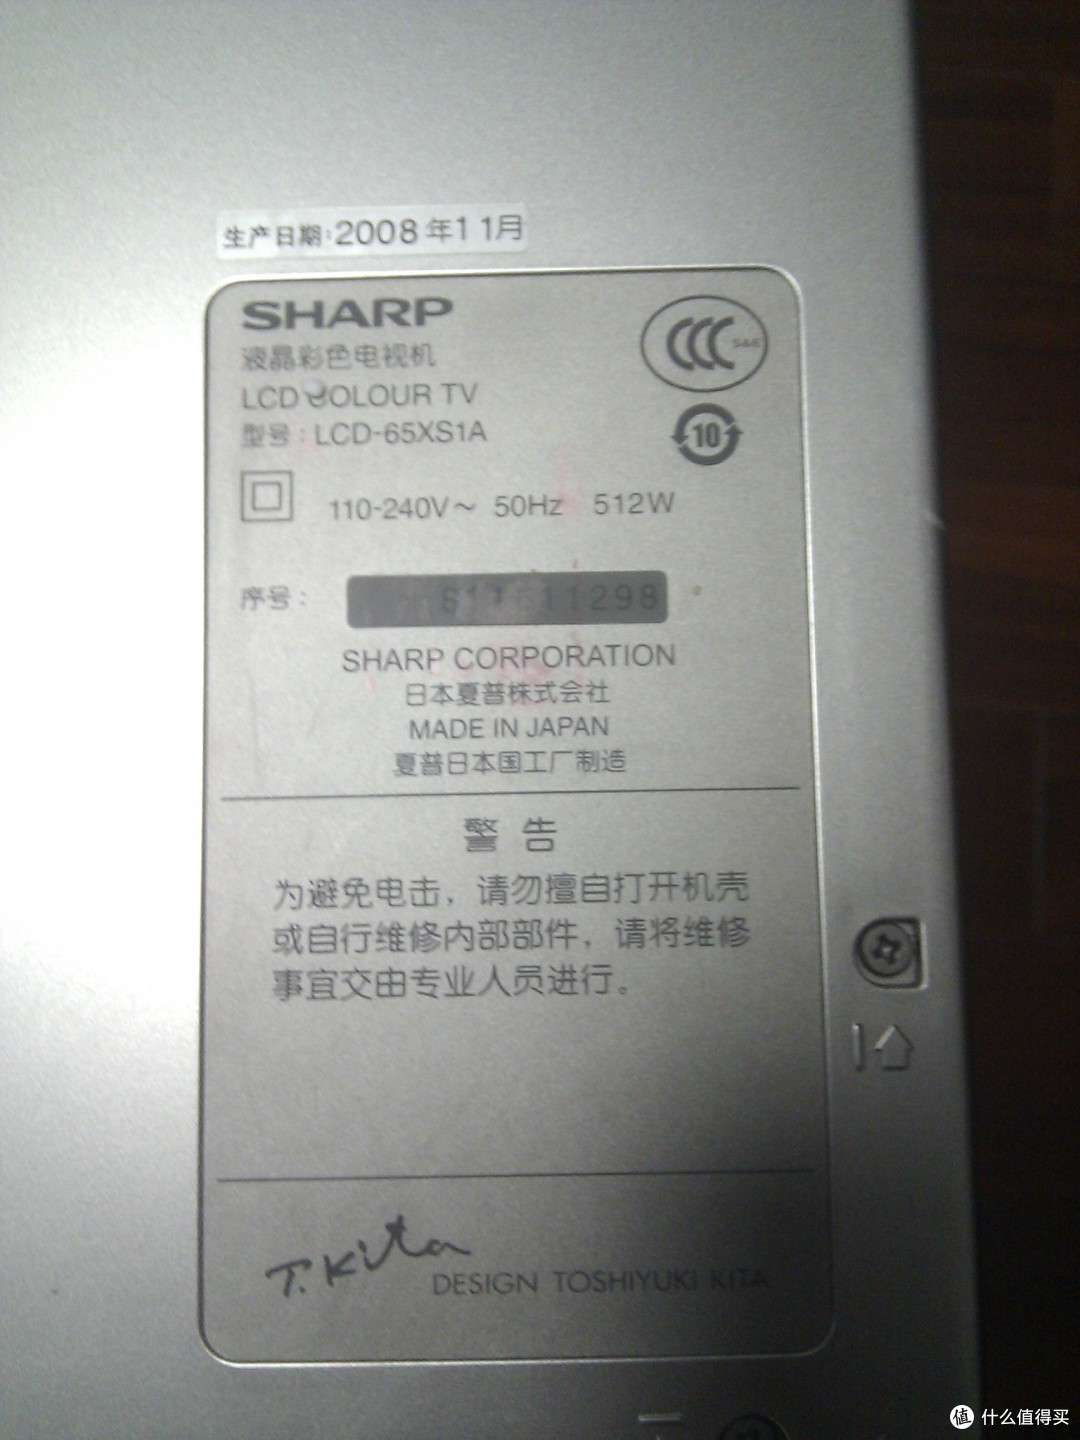 生产日期:2008年11月
SHARP
液晶彩色电视机
LCD COLOUR TV
型号:LCD-65XS1A
CCC S&E
10
110-240V～ 50Hz 512W
序号:
SHARP CORPORATION
日本夏普株式会社
MADE IN JAPAN
夏普日本国工厂制造
警告
为避免电击，请勿擅自打开机壳
或自行维修内部部件，请将维修
事宜交由专业人员进行。
T. Kita
DESIGN TOSHIYUKI KITA
值 什么值得买